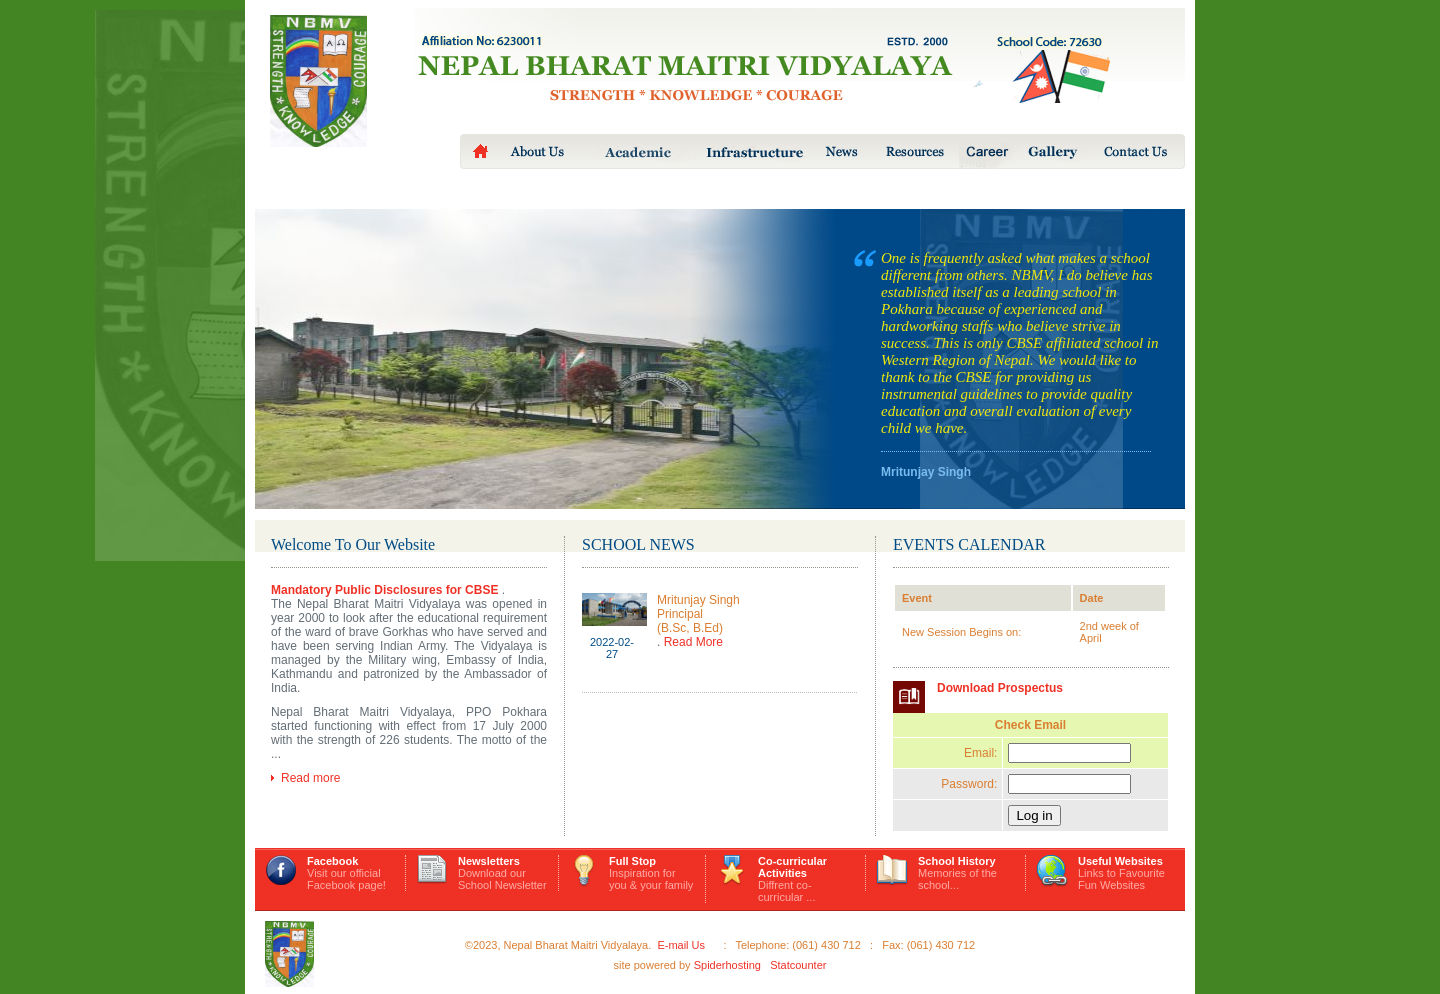 NBMV
STRENGTH
COURAGE
KNOWLEDGE
Affiliation No: 6230011
ESTD. 2000
School Code: 72630
NEPAL BHARAT MAITRI VIDYALAYA
STRENGTH * KNOWLEDGE * COURAGE
About Us
Academic
Infrastructure
News
Resources
Career
Gallery
Contact Us
“ One is frequently asked what makes a school
different from others. NBMV, I do believe has
established itself as a leading school in
Pokhara because of experienced and
hardworking staffs who believe strive in
success. This is only CBSE affiliated school in
Western Region of Nepal. We would like to
thank to the CBSE for providing us
instrumental guidelines to provide quality
education and overall evaluation of every
child we have.
Mritunjay Singh
Welcome To Our Website
Mandatory Public Disclosures for CBSE .
The Nepal Bharat Maitri Vidyalaya was opened in
year 2000 to look after the educational requirement
of the ward of brave Gorkhas who have served and
have been serving Indian Army. The Vidyalaya is
managed by the Military wing, Embassy of India,
Kathmandu and patronized by the Ambassador of
India.
Nepal Bharat Maitri Vidyalaya, PPO Pokhara
started functioning with effect from 17 July 2000
with the strength of 226 students. The motto of the
...
Read more
SCHOOL NEWS
Mritunjay Singh
Principal
(B.Sc, B.Ed)
. Read More
2022-02-
27
EVENTS CALENDAR
Event Date
New Session Begins on: 2nd week of
April
Download Prospectus
Check Email
Email:
Password:
Log in
Facebook
Visit our official
Facebook page!
Newsletters
Download our
School Newsletter
Full Stop
Inspiration for
you & your family
Co-curricular
Activities
Diffrent co-
curricular ...
School History
Memories of the
school...
Useful Websites
Links to Favourite
Fun Websites
NBMV
STRENGTH
COURAGE
KNOWLEDGE
©2023, Nepal Bharat Maitri Vidyalaya. E-mail Us : Telephone: (061) 430 712 : Fax: (061) 430 712
site powered by Spiderhosting Statcounter